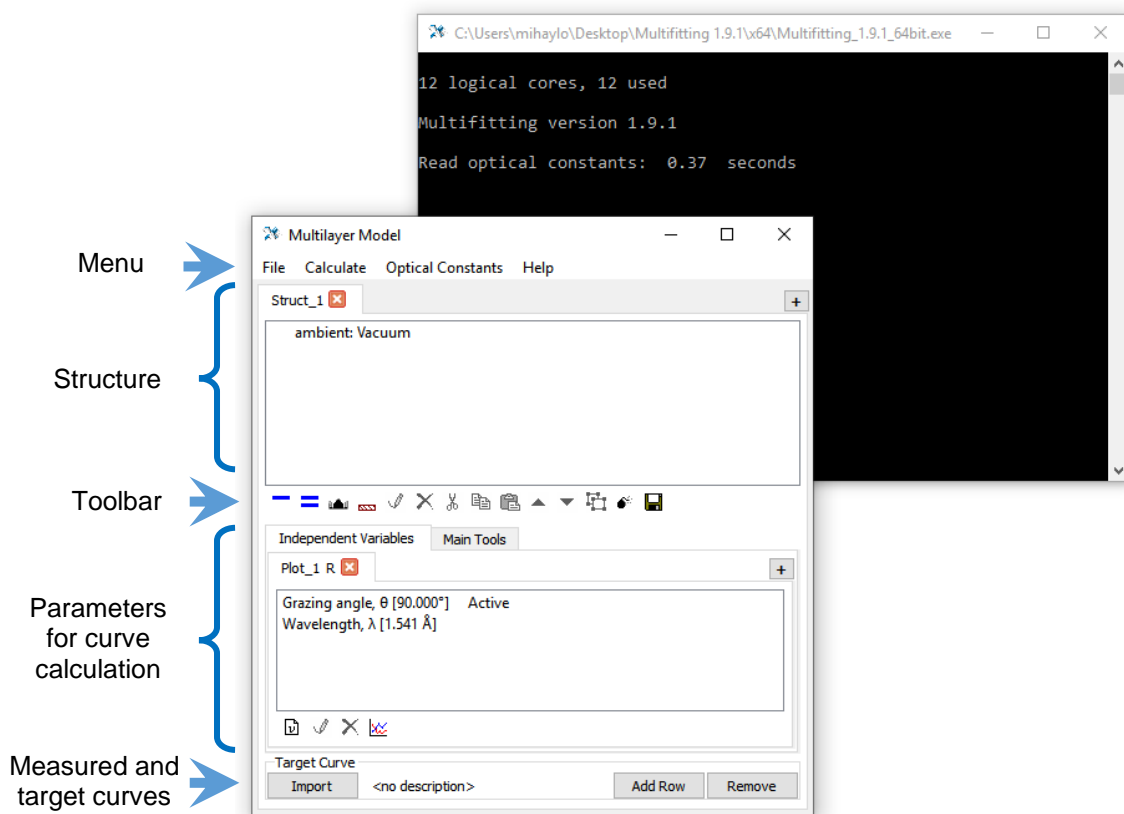 C:\Users\mihaylo\Desktop\Multifitting 1.9.1\x64\Multifitting_1.9.1_64bit.exe
12 logical cores, 12 used
Multifitting version 1.9.1
Read optical constants:  0.37  seconds
Multilayer Model
Menu
File Calculate Optical Constants Help
Struct_1
+
ambient: Vacuum
Structure
Toolbar
Independent Variables Main Tools
Plot_1 R
+
Grazing angle, θ [90.000°] Active
Wavelength, λ [1.541 Å]
Parameters
for curve
calculation
ν
Measured and
target curves
Target Curve
Import <no description> Add Row Remove